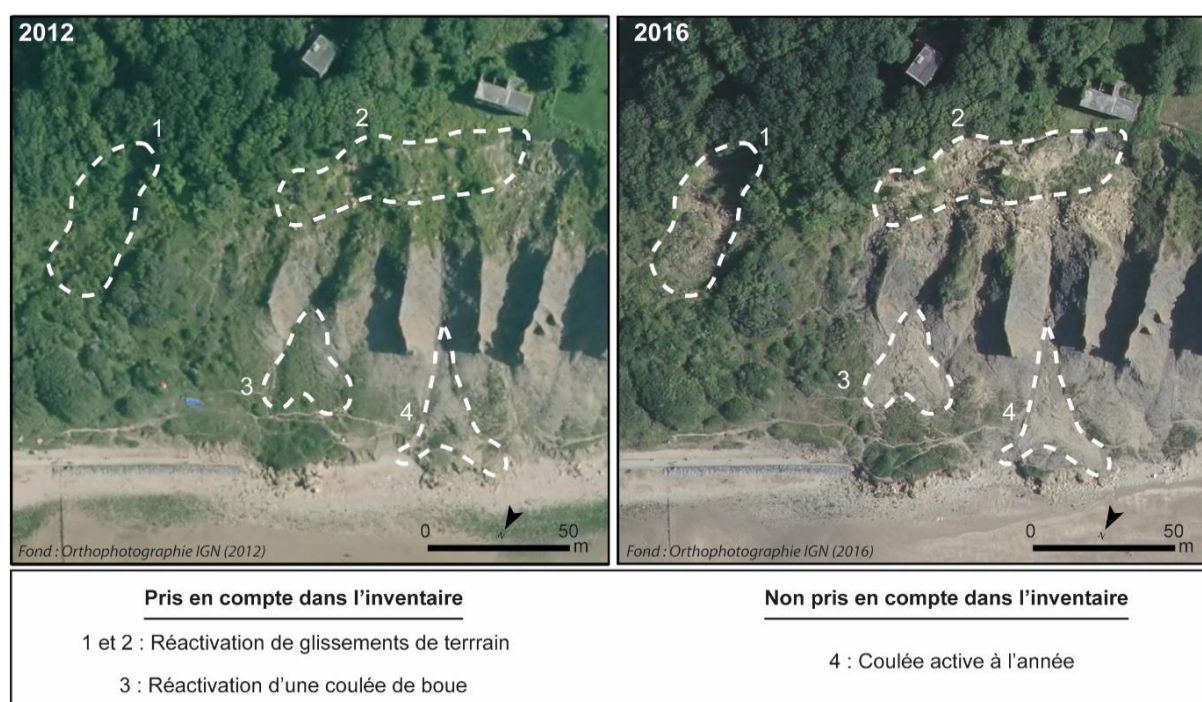 2012
1
2
3
4
0 50
m
N
Fond : Orthophotographie IGN (2012)
2016
1
2
3
4
0 50
m
N
Fond : Orthophotographie IGN (2016)
Pris en compte dans l’inventaire
1 et 2 : Réactivation de glissements de terrrain
3 : Réactivation d’une coulée de boue
Non pris en compte dans l’inventaire
4 : Coulée active à l’année